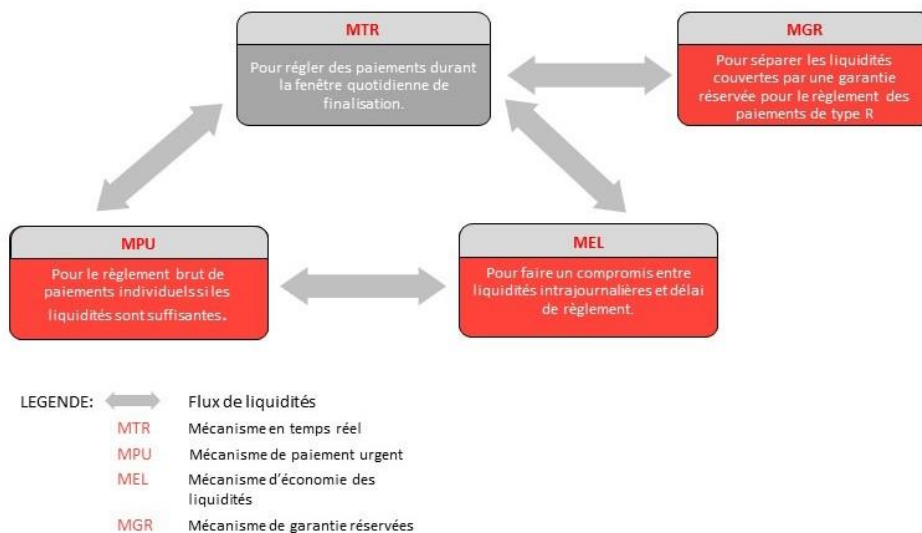 MTR
Pour régler des paiements durant
la fenêtre quotidienne de
finalisation.
MGR
Pour séparer les liquidités
couvertes par une garantie
réservée pour le règlement des
paiements de type R
MPU
Pour le règlement brut de
paiements individuels si les
liquidités sont suffisantes.
MEL
Pour faire un compromis entre
liquidités intrajournalières et délai
de règlement.
LEGENDE: Flux de liquidités
MTR Mécanisme en temps réel
MPU Mécanisme de paiement urgent
MEL Mécanisme d’économie des
liquidités
MGR Mécanisme de garantie réservées